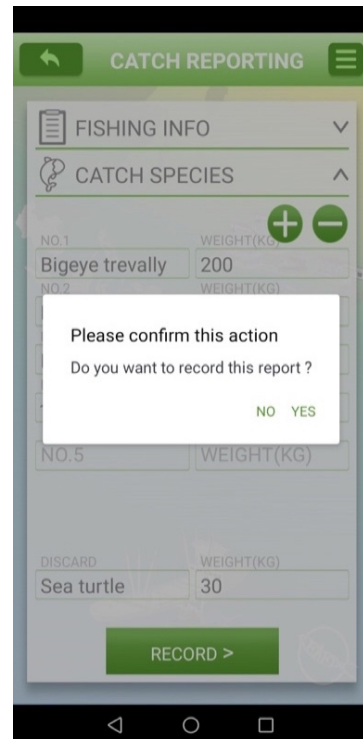 CATCH REPORTING
FISHING INFO
CATCH SPECIES
NO.1 WEIGHT(KG)
Bigeye trevally 200
NO.2 WEIGHT(KG)
Please confirm this action
Do you want to record this report ?
NO YES
NO.5 WEIGHT(KG)
DISCARD WEIGHT(KG)
Sea turtle 30
RECORD >